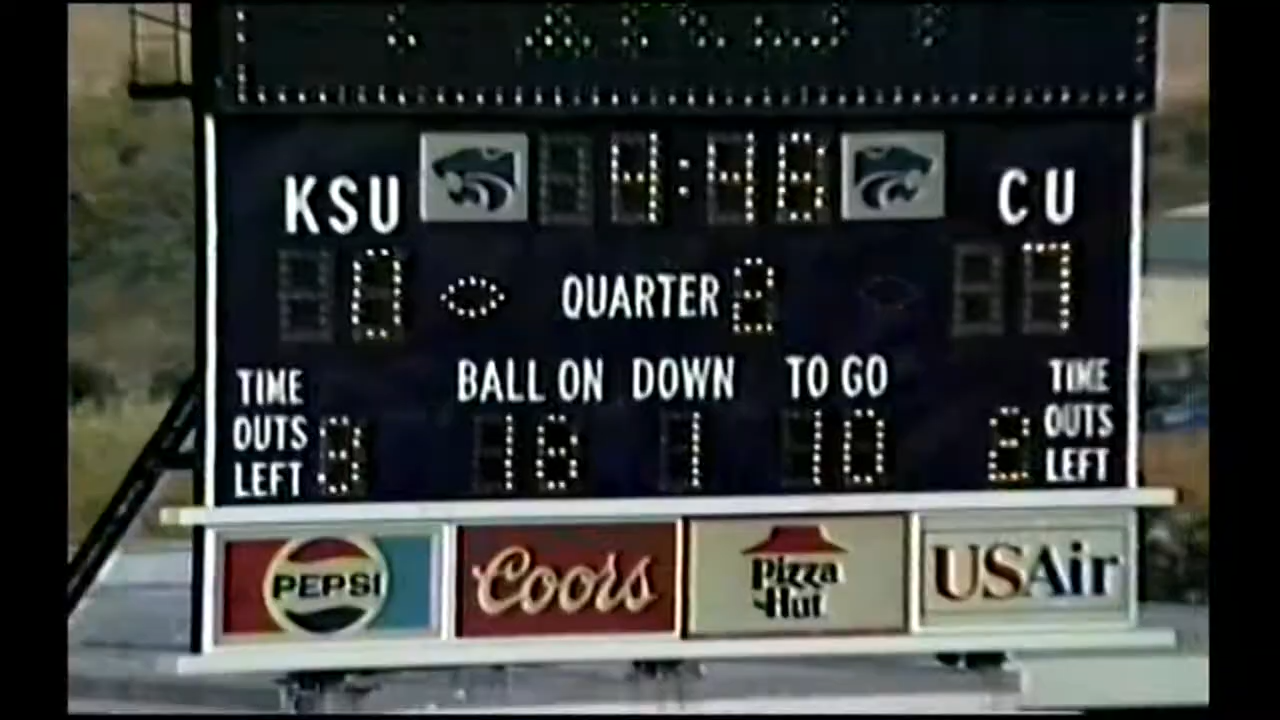 4:46
KSU CU
0 QUARTER 2 7
TIME OUTS LEFT BALL ON DOWN TO GO TIME OUTS LEFT
16 1 10 2
PEPSI Coors Pizza Hut USAir